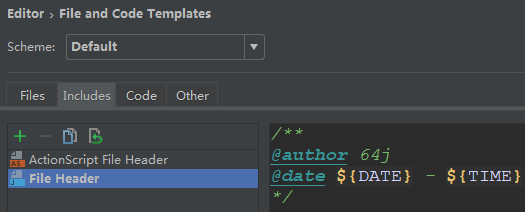 Editor › File and Code Templates
Scheme: Default
Files Includes Code Other
ActionScript File Header
File Header
/**
@author 64j
@date ${DATE} - ${TIME}
*/